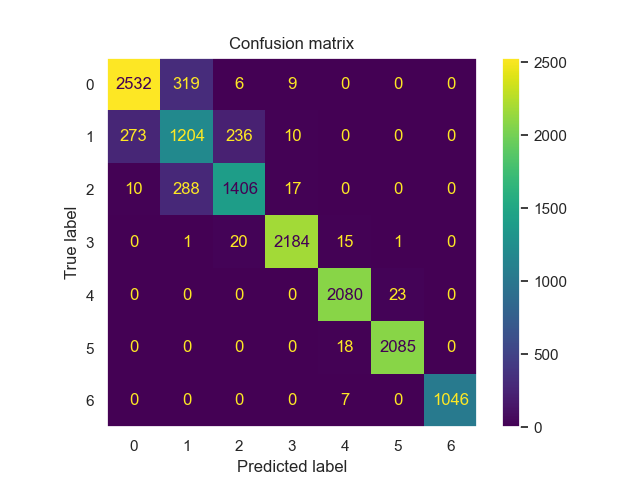 Confusion matrix
True label
0 2532 319 6 9 0 0 0
1 273 1204 236 10 0 0 0
2 10 288 1406 17 0 0 0
3 0 1 20 2184 15 1 0
4 0 0 0 0 2080 23 0
5 0 0 0 0 18 2085 0
6 0 0 0 0 7 0 1046
0 1 2 3 4 5 6
Predicted label
2500
2000
1500
1000
500
0